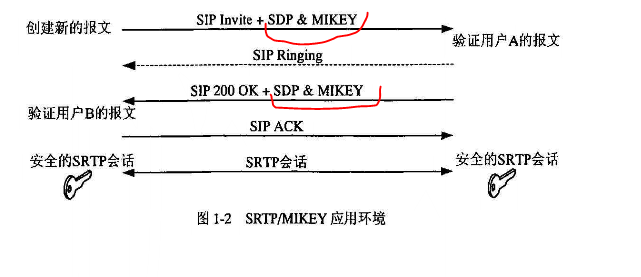 创建新的报文
SIP Invite + SDP & MIKEY
验证用户A的报文
SIP Ringing
SIP 200 OK + SDP & MIKEY
验证用户B的报文
SIP ACK
安全的SRTP会话
SRTP会话
安全的SRTP会话
图 1-2 SRTP/MIKEY 应用环境